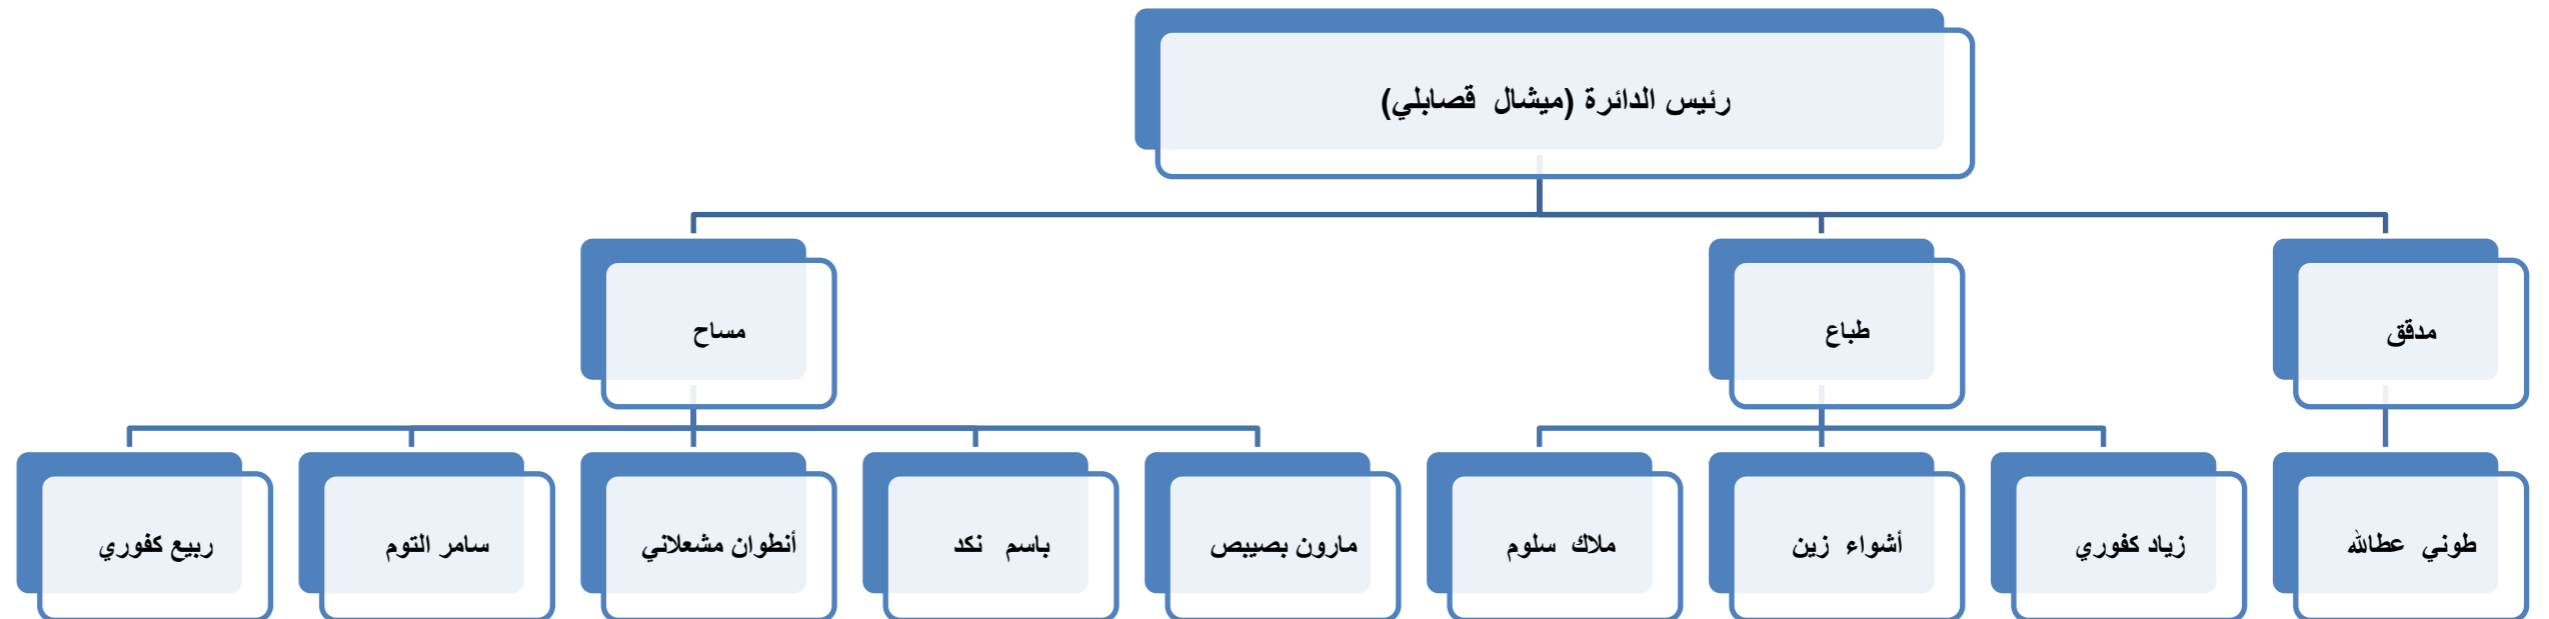 رئيس الدائرة (ميشال قصابلي)
مدقق
طباع
مساح
طوني عطالله
زياد كفوري
أشواء زين
ملاك سلوم
مارون بصيبص
باسم نكد
أنطوان مشعلاني
سامر التوم
ربيع كفوري